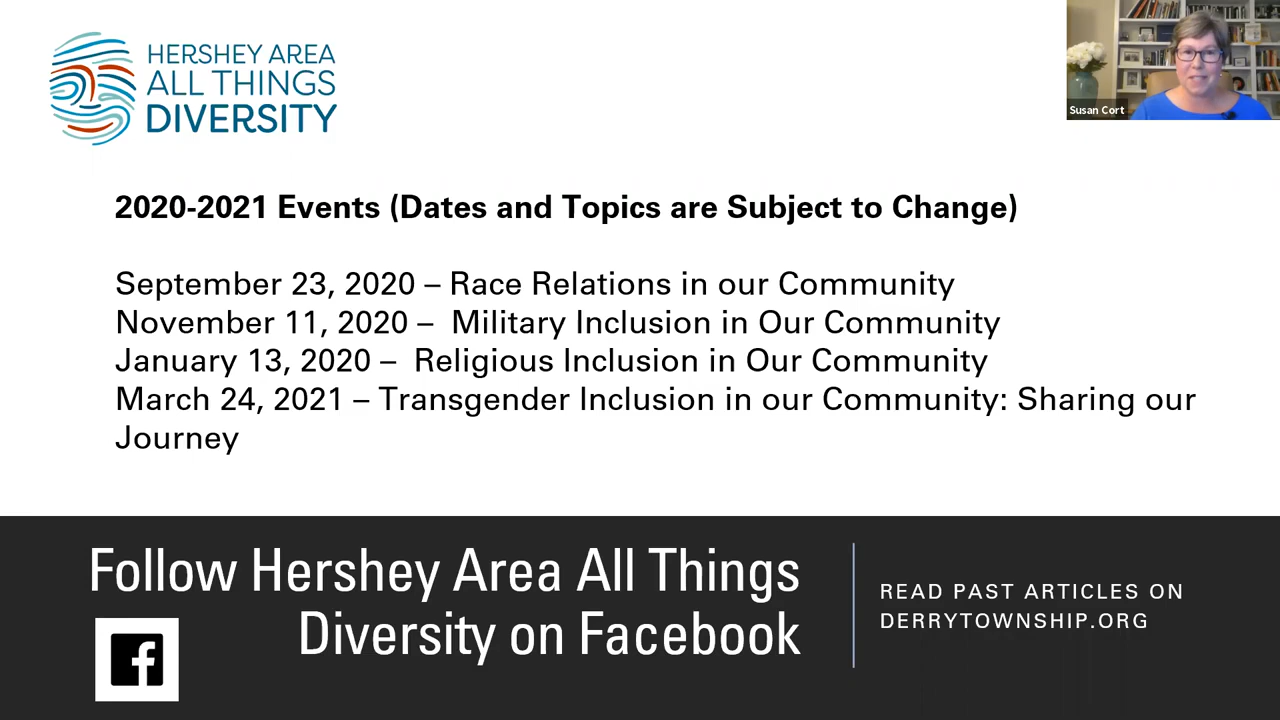 HERSHEY AREA
ALL THINGS
DIVERSITY
Susan Cort
2020-2021 Events (Dates and Topics are Subject to Change)
September 23, 2020 – Race Relations in our Community
November 11, 2020 –  Military Inclusion in Our Community
January 13, 2020 –  Religious Inclusion in Our Community
March 24, 2021 – Transgender Inclusion in our Community: Sharing our
Journey
Follow Hershey Area All Things
Diversity on Facebook
READ PAST ARTICLES ON
DERRYTOWNSHIP.ORG